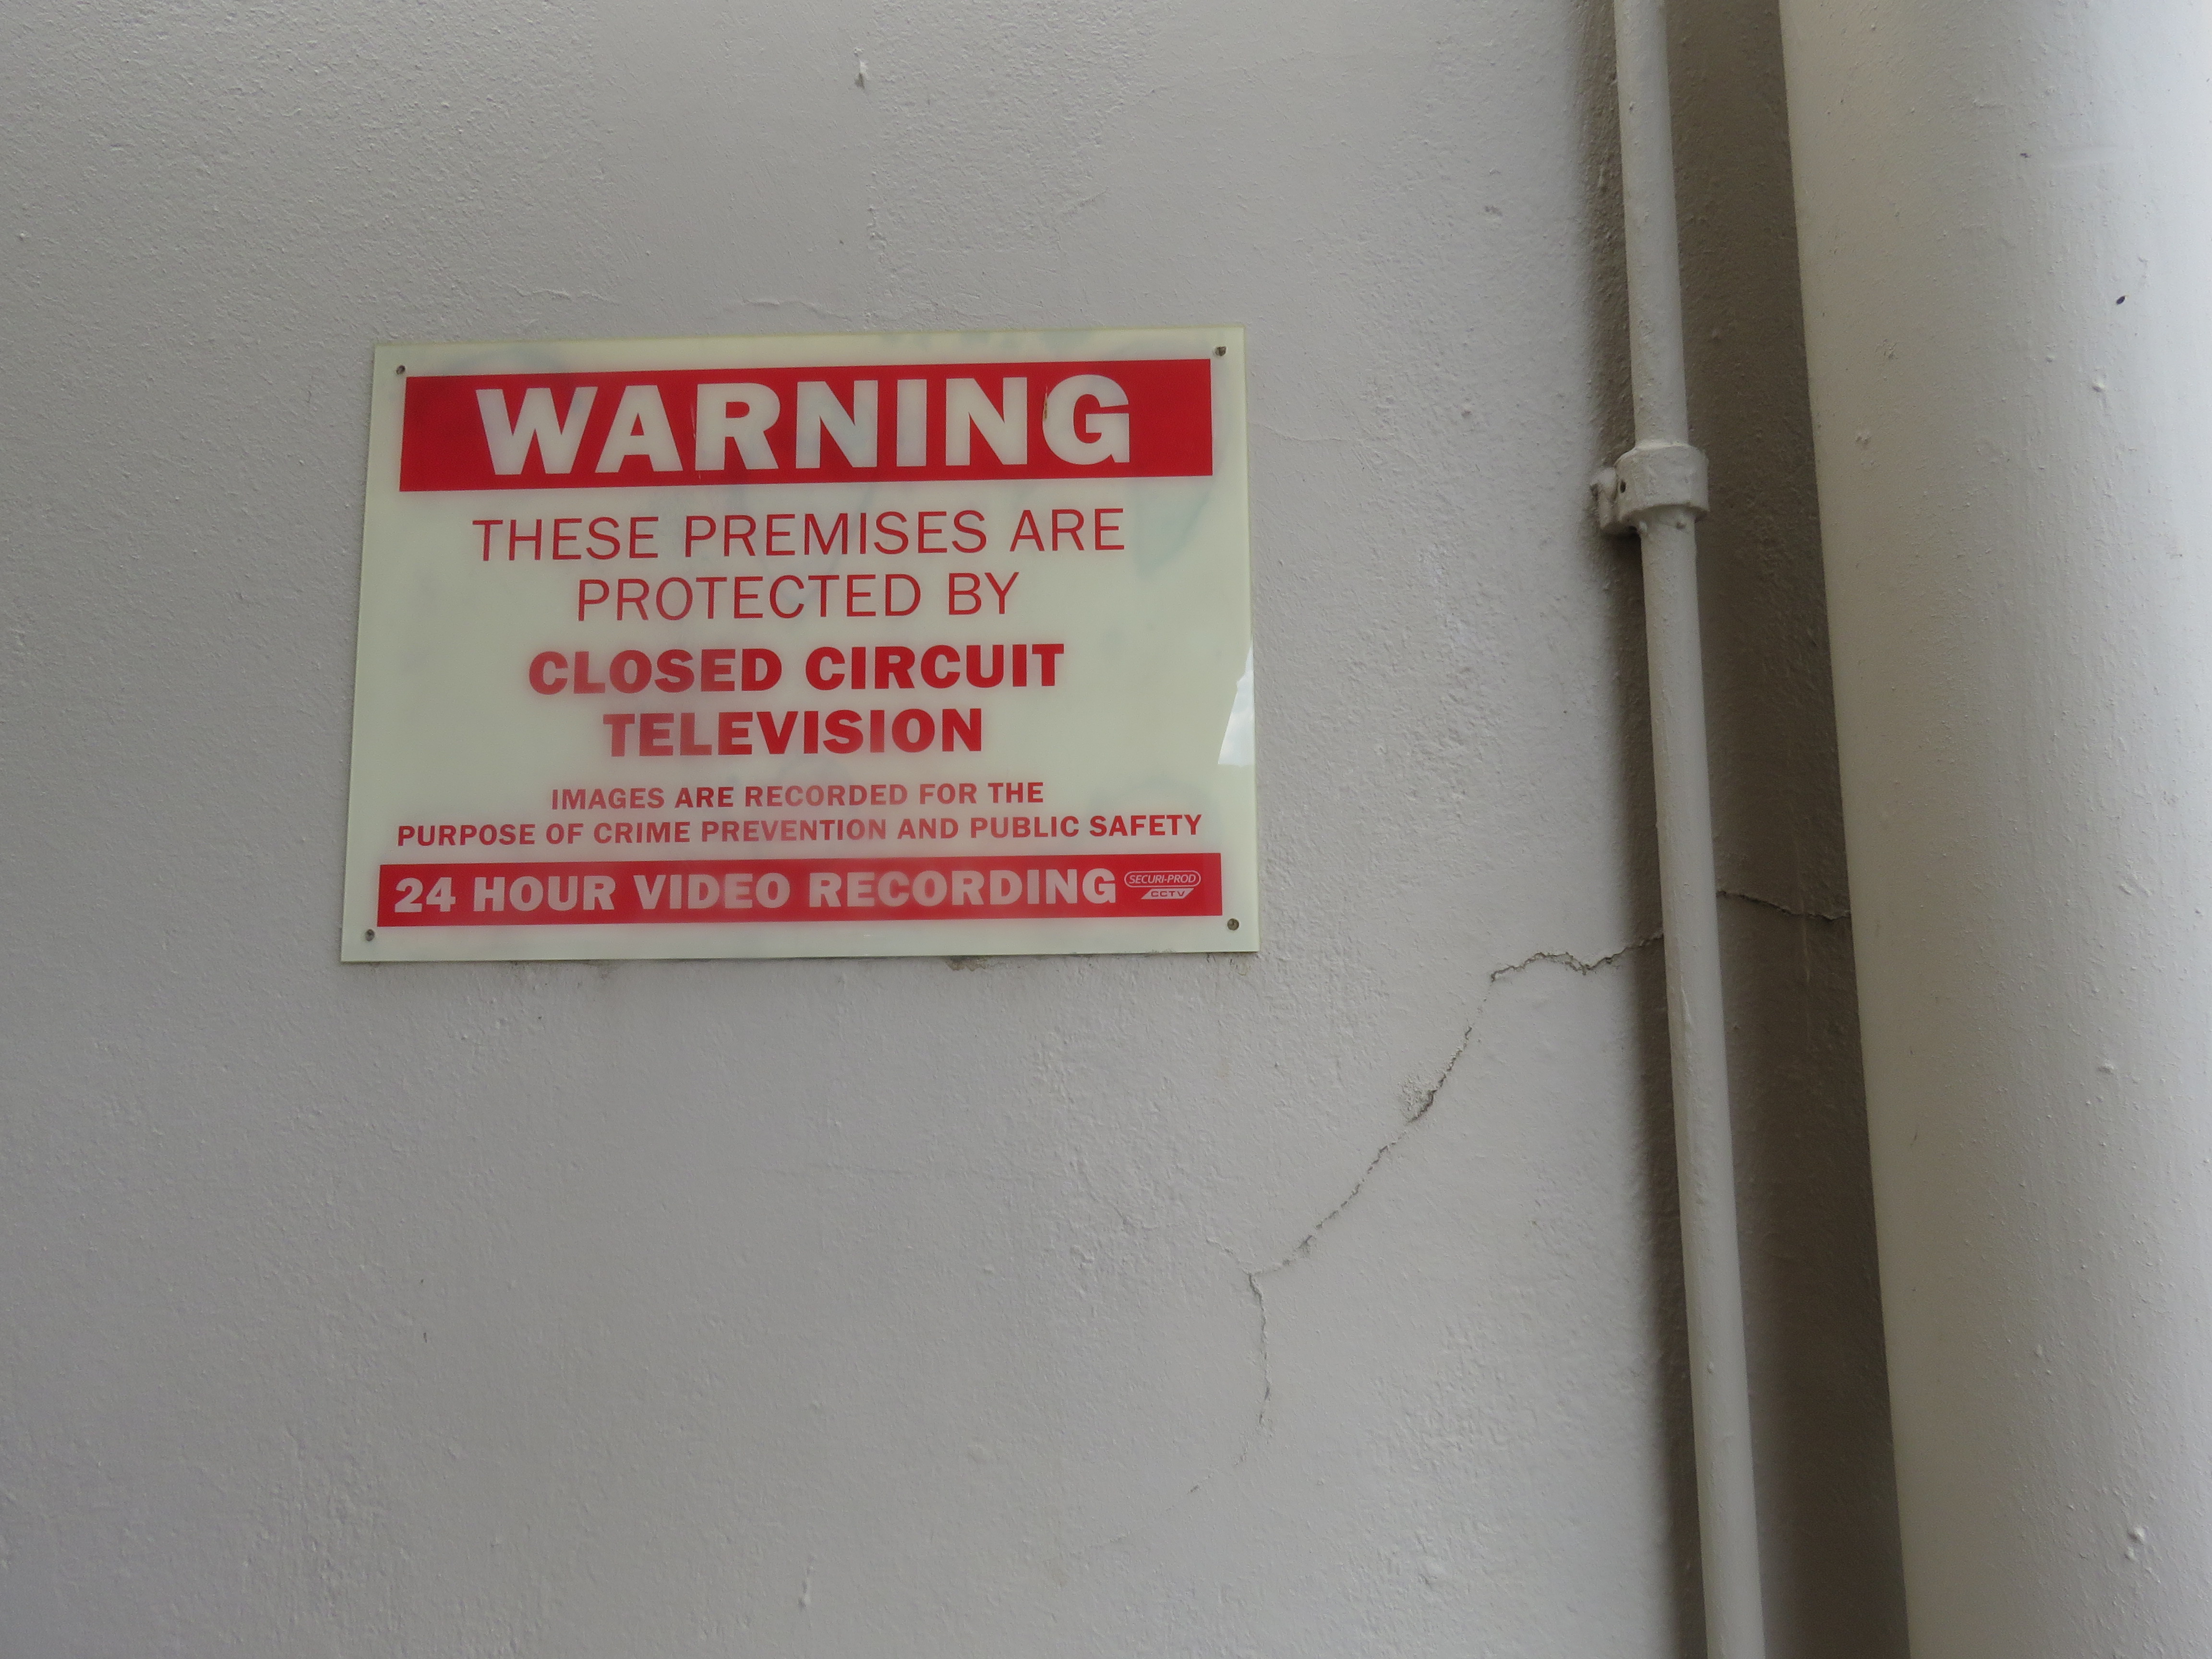 WARNING
THESE PREMISES ARE
PROTECTED BY
CLOSED CIRCUIT
TELEVISION
IMAGES ARE RECORDED FOR THE
PURPOSE OF CRIME PREVENTION AND PUBLIC SAFETY
24 HOUR VIDEO RECORDING
SECURI-PROD
CCTV